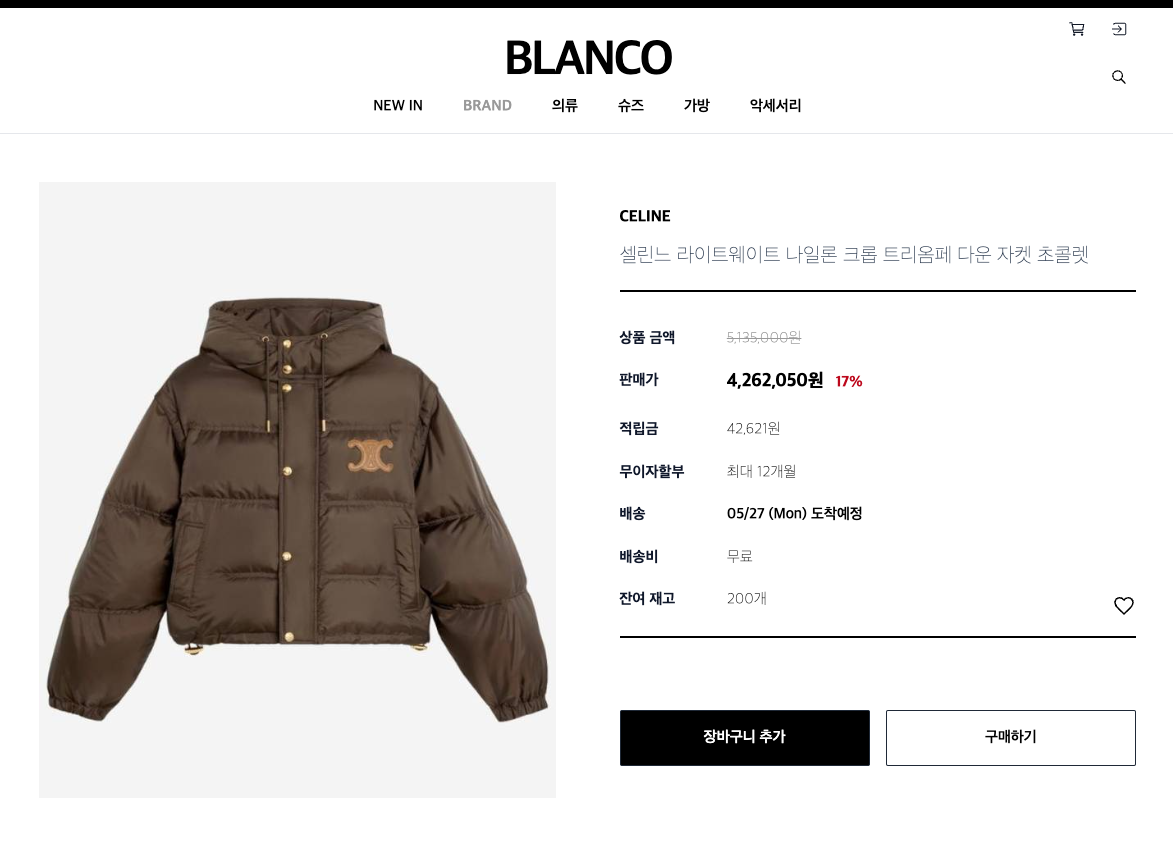 BLANCO
NEW IN BRAND 의류 슈즈 가방 악세서리
CELINE
셀린느 라이트웨이트 나일론 크롭 트리옴페 다운 자켓 초콜렛
상품 금액 5,135,000원
판매가 4,262,050원 17%
적립금 42,621원
무이자할부 최대 12개월
배송 05/27 (Mon) 도착예정
배송비 무료
잔여 재고 200개
장바구니 추가 구매하기